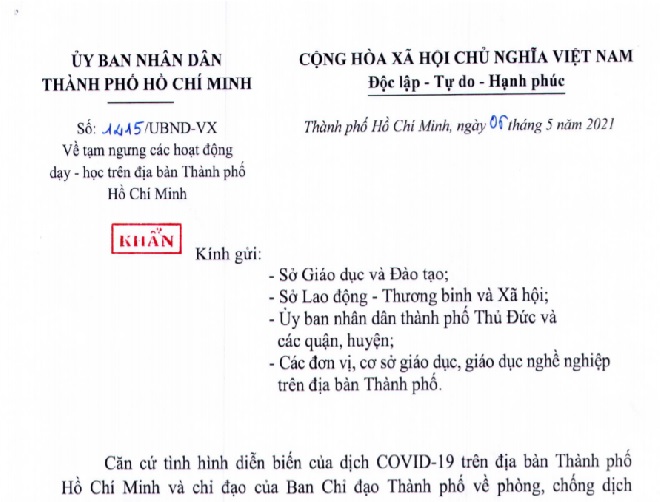 ỦY BAN NHÂN DÂN
THÀNH PHỐ HỒ CHÍ MINH
CỘNG HÒA XÃ HỘI CHỦ NGHĨA VIỆT NAM
Độc lập - Tự do - Hạnh phúc
Số: 1415/UBND-VX
Về tạm ngưng các hoạt động
dạy - học trên địa bàn Thành phố
Hồ Chí Minh
Thành phố Hồ Chí Minh, ngày 08 tháng 5 năm 2021
KHẨN
Kính gửi:
- Sở Giáo dục và Đào tạo;
- Sở Lao động - Thương binh và Xã hội;
- Ủy ban nhân dân thành phố Thủ Đức và
các quận, huyện;
- Các đơn vị, cơ sở giáo dục, giáo dục nghề nghiệp
trên địa bàn Thành phố.
Căn cứ tình hình diễn biến của dịch COVID-19 trên địa bàn Thành phố
Hồ Chí Minh và chỉ đạo của Ban Chỉ đạo Thành phố về phòng, chống dịch